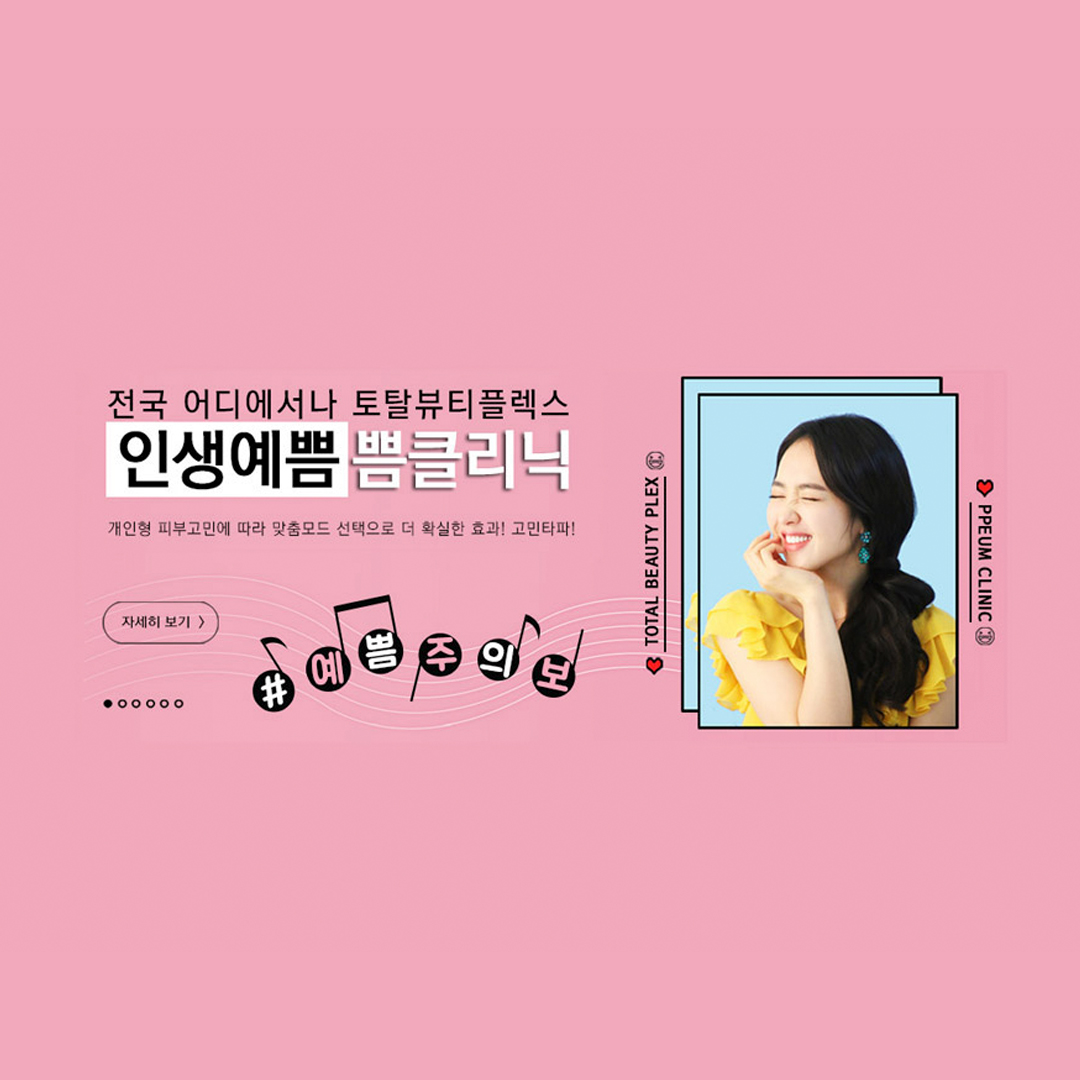 전국 어디에서나 토탈뷰티플렉스
인생예쁨 쁨클리닉
개인형 피부고민에 따라 맞춤모드 선택으로 더 확실한 효과! 고민타파!
자세히 보기 >
#예쁨주의보
TOTAL BEAUTY PLEX
PPEUM CLINIC